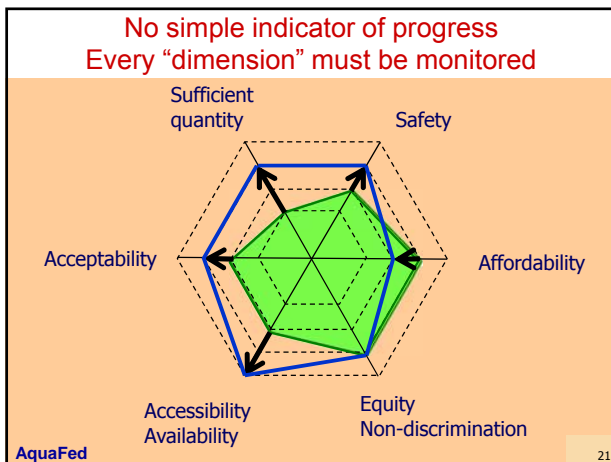 No simple indicator of progress
Every “dimension” must be monitored
Sufficient
quantity
Safety
Acceptability
Affordability
Accessibility
Availability
Equity
Non-discrimination
AquaFed
21